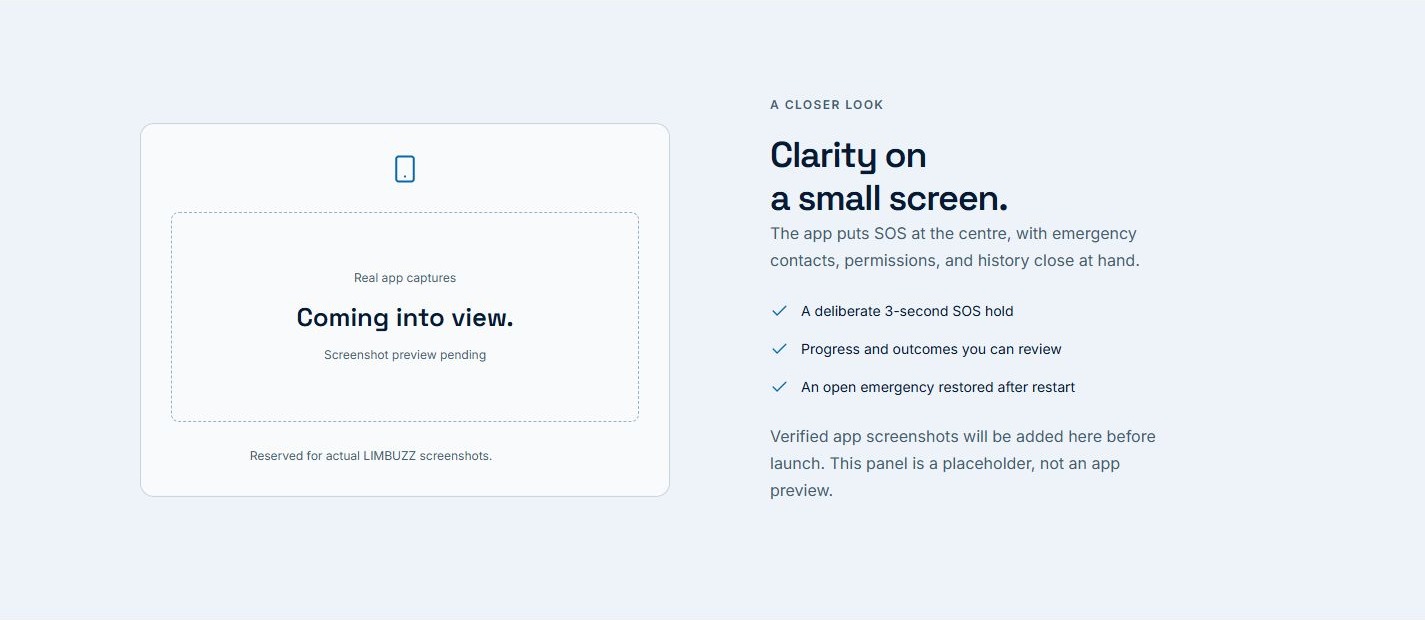 Real app captures
Coming into view.
Screenshot preview pending
Reserved for actual LIMBUZZ screenshots.
A CLOSER LOOK
Clarity on
a small screen.
The app puts SOS at the centre, with emergency
contacts, permissions, and history close at hand.
A deliberate 3-second SOS hold
Progress and outcomes you can review
An open emergency restored after restart
Verified app screenshots will be added here before
launch. This panel is a placeholder, not an app
preview.